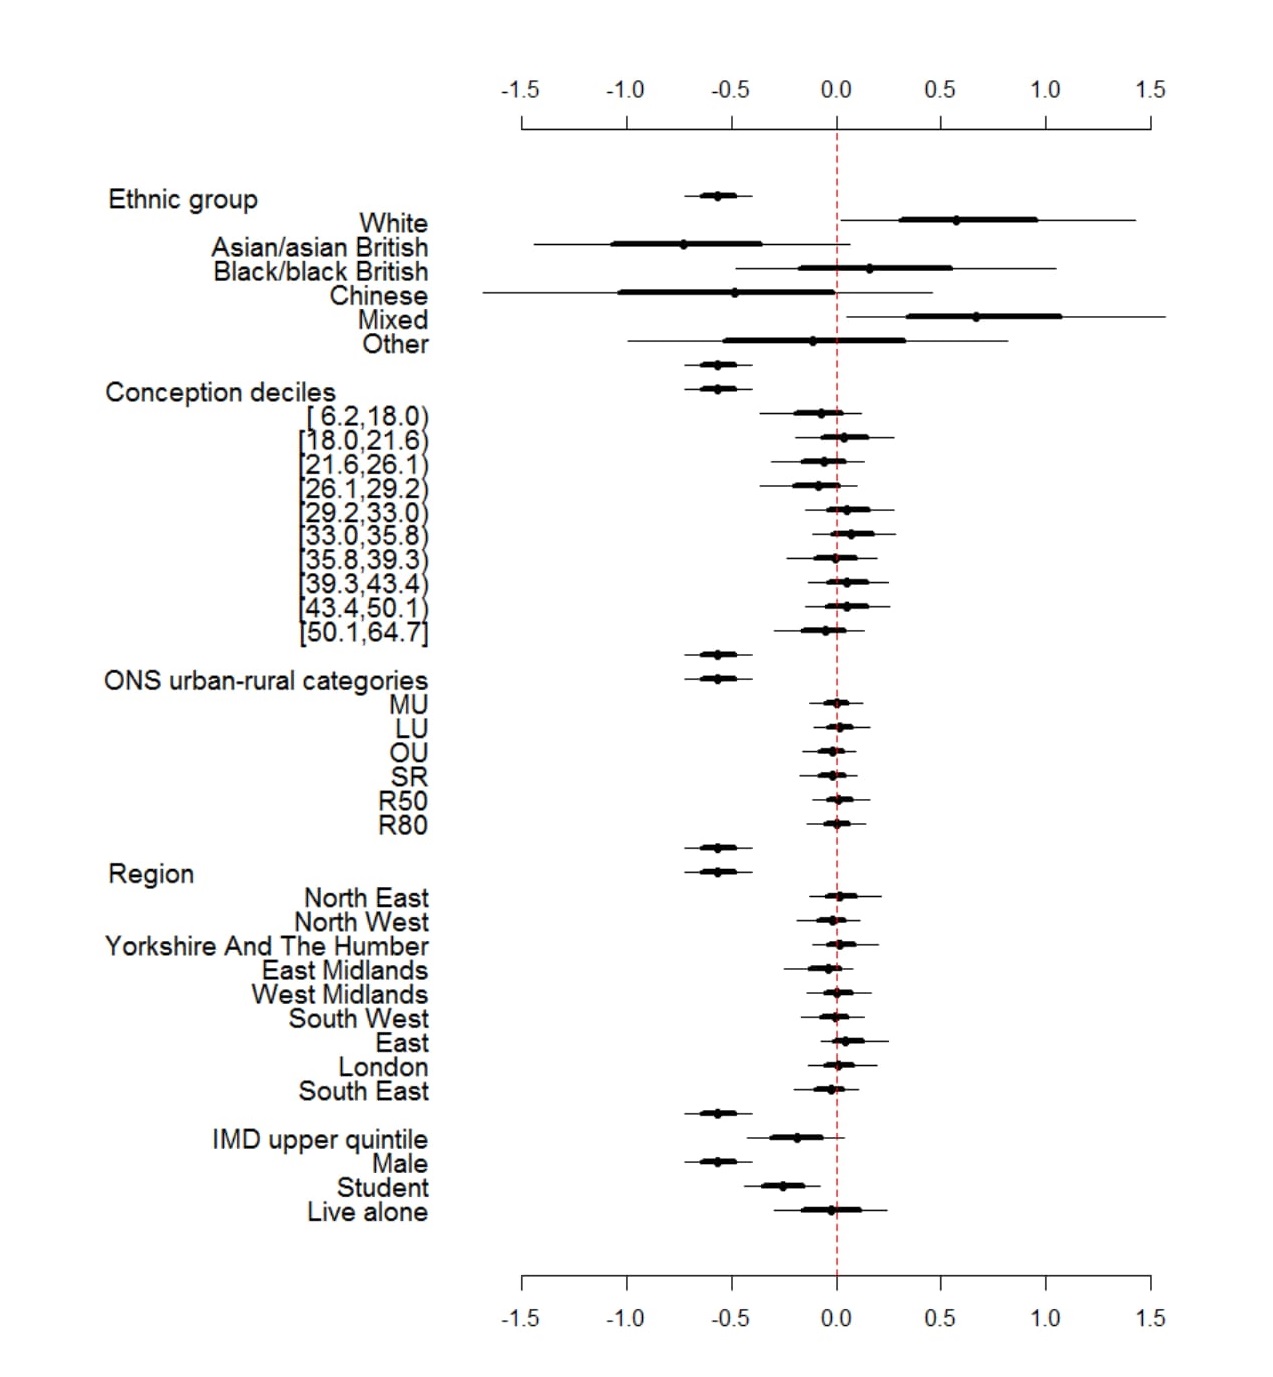 -1.5 -1.0 -0.5 0.0 0.5 1.0 1.5
Ethnic group
White
Asian/asian British
Black/black British
Chinese
Mixed
Other
Conception deciles
[ 6.2,18.0)
[18.0,21.6)
[21.6,26.1)
[26.1,29.2)
[29.2,33.0)
[33.0,35.8)
[35.8,39.3)
[39.3,43.4)
[43.4,50.1)
[50.1,64.7]
ONS urban-rural categories
MU
LU
OU
SR
R50
R80
Region
North East
North West
Yorkshire And The Humber
East Midlands
West Midlands
South West
East
London
South East
IMD upper quintile
Male
Student
Live alone
-1.5 -1.0 -0.5 0.0 0.5 1.0 1.5